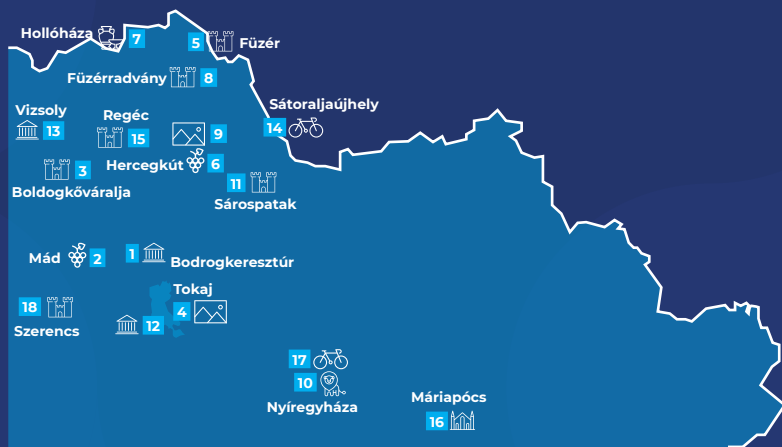 Hollóháza 7
5 Füzér
Füzérradvány 8
Vizsoly
13
Regéc
15
9
Sátoraljaújhely
14
Hercegkút 6
3
Boldogkőváralja
11
Sárospatak
Mád 2
1 Bodrogkeresztúr
Tokaj
4
18
Szerencs
12
17
10
Nyíregyháza
Máriapócs
16